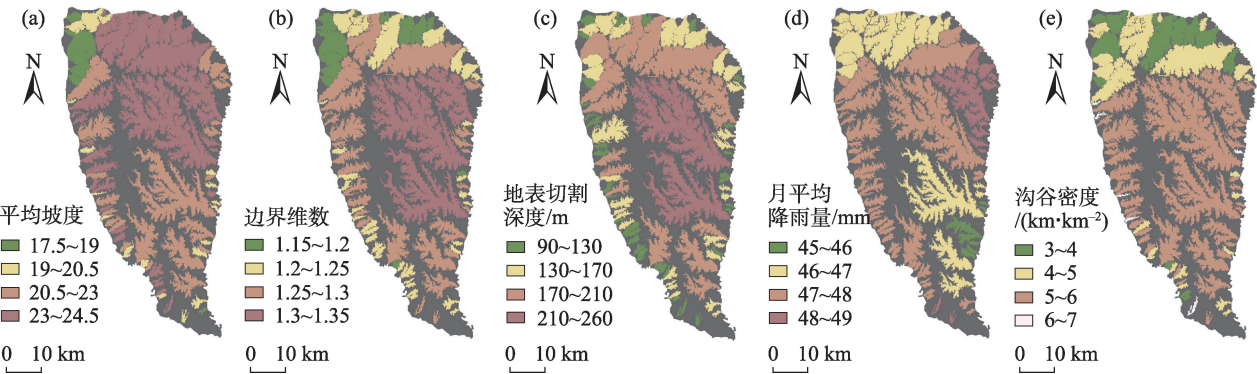 (a)
N
平均坡度
17.5~19
19~20.5
20.5~23
23~24.5
0 10 km
(b)
N
边界维数
1.15~1.2
1.2~1.25
1.25~1.3
1.3~1.35
0 10 km
(c)
N
地表切割
深度/m
90~130
130~170
170~210
210~260
0 10 km
(d)
N
月平均
降雨量/mm
45~46
46~47
47~48
48~49
0 10 km
(e)
N
沟谷密度
/(km•km⁻²)
3~4
4~5
5~6
6~7
0 10 km